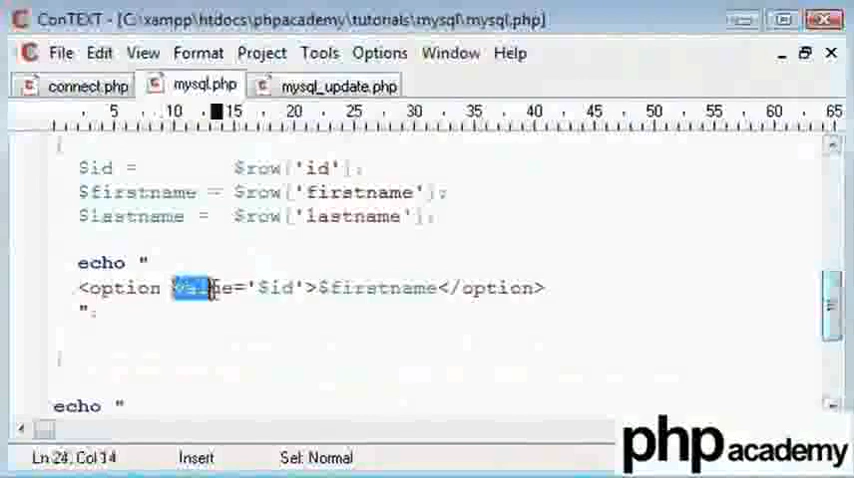 ConTEXT - [C:\xampp\htdocs\phpacademy\tutorials\mysql\mysql.php]
File Edit View Format Project Tools Options Window Help
connect.php mysql.php mysql_update.php
5 10 15 20 25 30 35 40 45 50 55 60 65
{
$id = $row['id'];
$firstname = $row['firstname'];
$lastname = $row['lastname'];
echo "
<option value='$id'>$firstname</option>
";
}
echo "
Ln 24, Col 14 Insert Sel: Normal
php academy